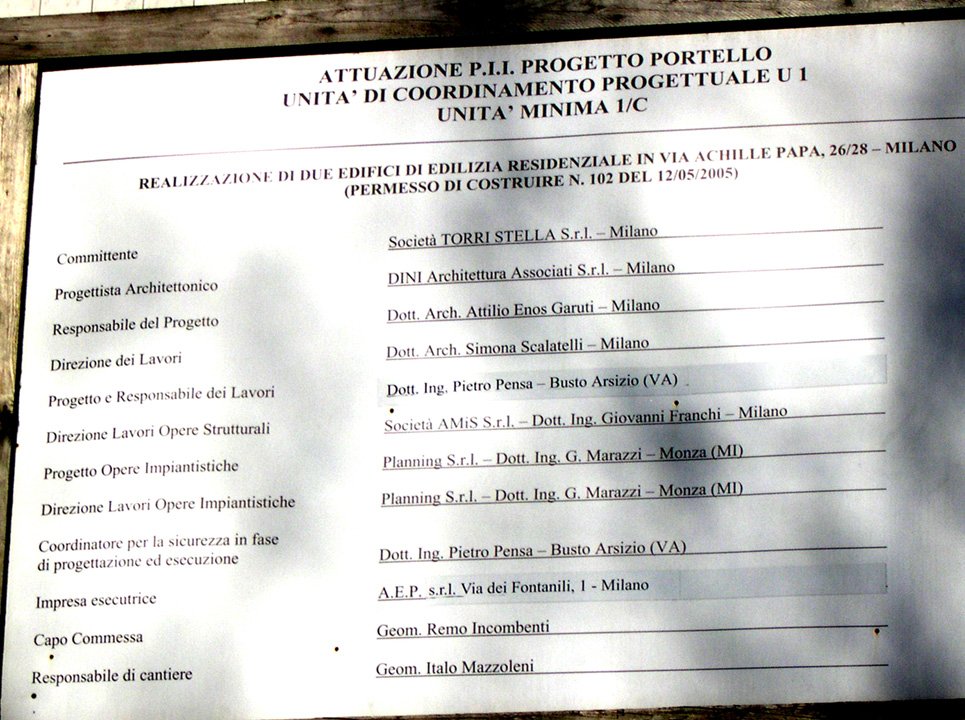 ATTUAZIONE P.I.I. PROGETTO PORTELLO
UNITA' DI COORDINAMENTO PROGETTUALE U 1
UNITA' MINIMA 1/C
REALIZZAZIONE DI DUE EDIFICI DI EDILIZIA RESIDENZIALE IN VIA ACHILLE PAPA, 26/28 – MILANO
(PERMESSO DI COSTRUIRE N. 102 DEL 12/05/2005)
Committente Società TORRI STELLA S.r.l. – Milano
Progettista Architettonico DINI Architettura Associati S.r.l. – Milano
Responsabile del Progetto Dott. Arch. Attilio Enos Garuti – Milano
Direzione dei Lavori Dott. Arch. Simona Scalatelli – Milano
Progetto e Responsabile dei Lavori Dott. Ing. Pietro Pensa – Busto Arsizio (VA)
Direzione Lavori Opere Strutturali Società AMiS S.r.l. – Dott. Ing. Giovanni Franchi – Milano
Progetto Opere Impiantistiche Planning S.r.l. – Dott. Ing. G. Marazzi – Monza (MI)
Direzione Lavori Opere Impiantistiche Planning S.r.l. – Dott. Ing. G. Marazzi – Monza (MI)
Coordinatore per la sicurezza in fase
di progettazione ed esecuzione Dott. Ing. Pietro Pensa – Busto Arsizio (VA)
Impresa esecutrice A.E.P. s.r.l. Via dei Fontanili, 1 - Milano
Capo Commessa Geom. Remo Incombenti
Responsabile di cantiere Geom. Italo Mazzoleni